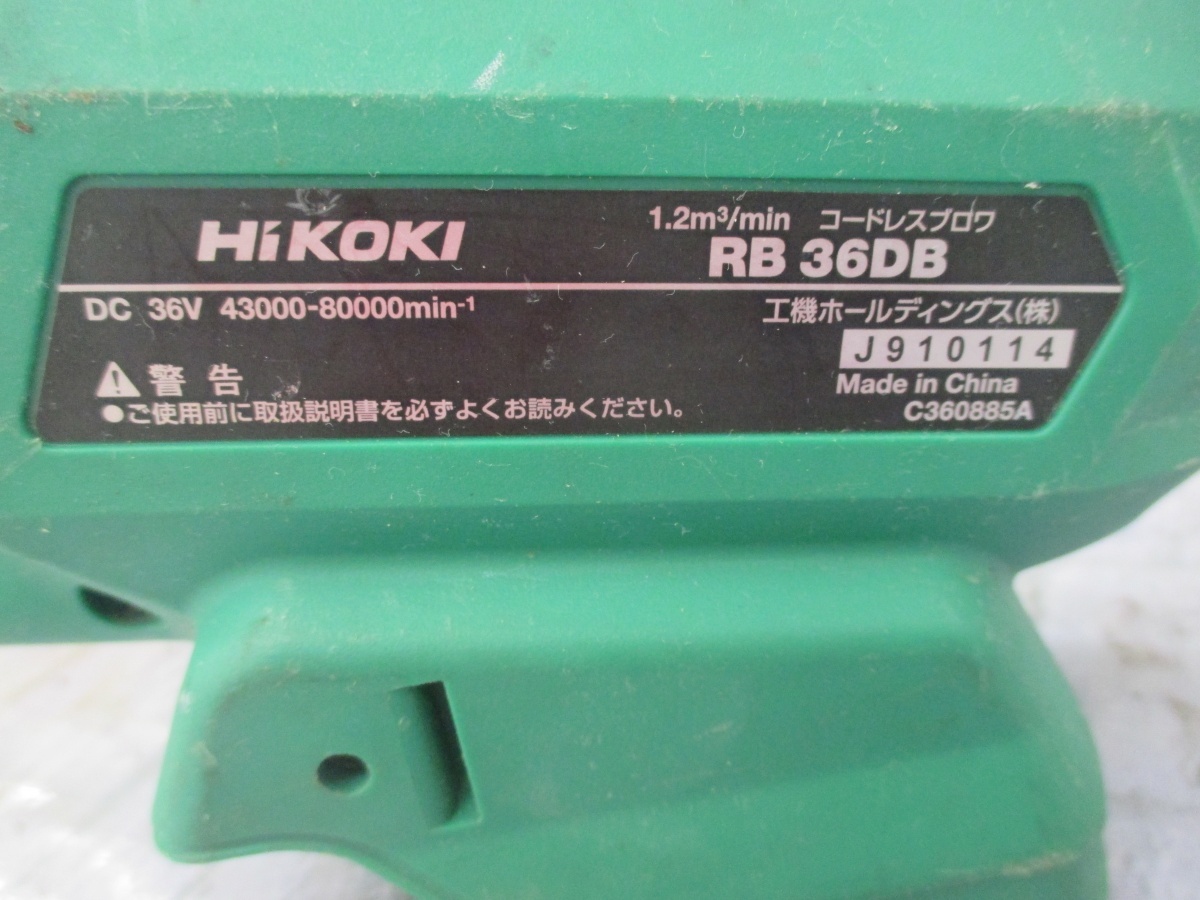 HiKOKI
1.2m³/min コードレスブロワ
RB 36DB
DC 36V 43000-80000min⁻¹
工機ホールディングス(株)
J910114
⚠警告
●ご使用前に取扱説明書を必ずよくお読みください。
Made in China
C360885A